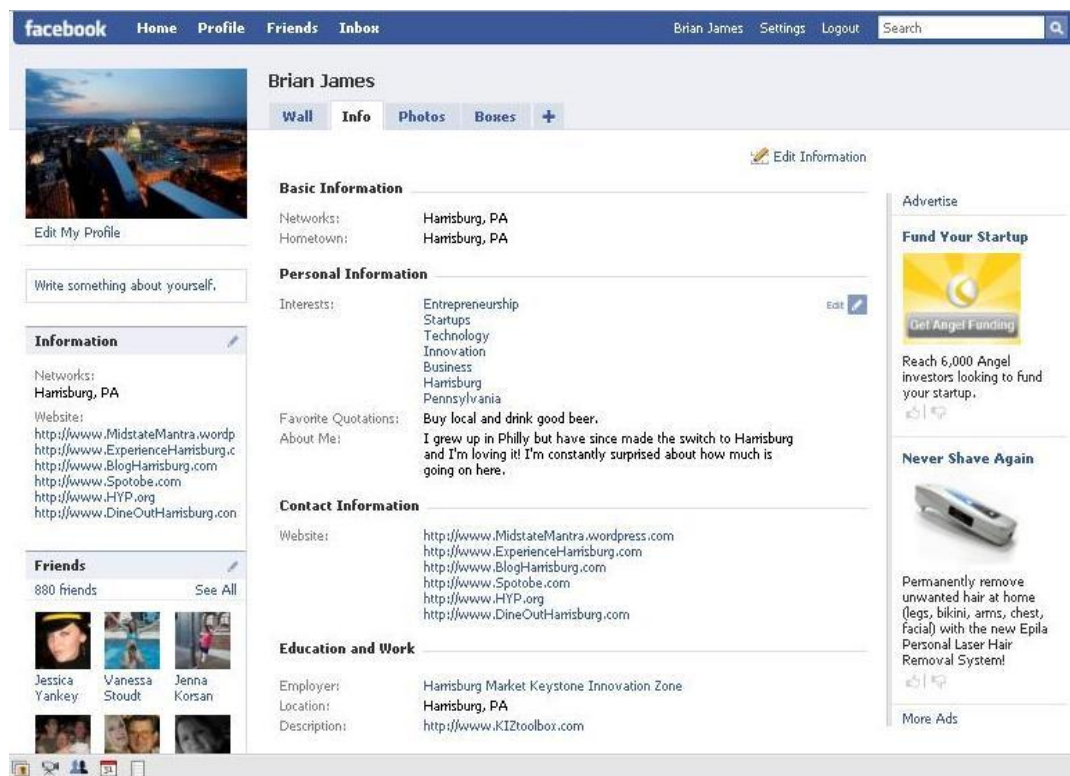 facebook Home Profile Friends Inbox Brian James Settings Logout Search
Brian James
Wall Info Photos Boxes +
Edit Information
Edit My Profile
Write something about yourself.
Information
Networks:
Harrisburg, PA
Website:
http://www.MidstateMantra.wordp
http://www.ExperienceHarrisburg.c
http://www.BlogHarrisburg.com
http://www.Spotobe.com
http://www.HYP.org
http://www.DineOutHarrisburg.con
Friends
880 friends See All
Jessica Yankey
Vanessa Stoudt
Jenna Korsan
Basic Information
Networks: Harrisburg, PA
Hometown: Harrisburg, PA
Personal Information
Interests: Entrepreneurship Edit
Startups
Technology
Innovation
Business
Harrisburg
Pennsylvania
Favorite Quotations: Buy local and drink good beer.
About Me: I grew up in Philly but have since made the switch to Harrisburg
and I'm loving it! I'm constantly surprised about how much is
going on here.
Contact Information
Website: http://www.MidstateMantra.wordpress.com
http://www.ExperienceHarrisburg.com
http://www.BlogHarrisburg.com
http://www.Spotobe.com
http://www.HYP.org
http://www.DineOutHarrisburg.com
Education and Work
Employer: Harrisburg Market Keystone Innovation Zone
Location: Harrisburg, PA
Description: http://www.KIZtoolbox.com
Advertise
Fund Your Startup
Get Angel Funding
Reach 6,000 Angel
investors looking to fund
your startup.
Never Shave Again
Permanently remove
unwanted hair at home
(legs, bikini, arms, chest,
facial) with the new Epila
Personal Laser Hair
Removal System!
More Ads
31